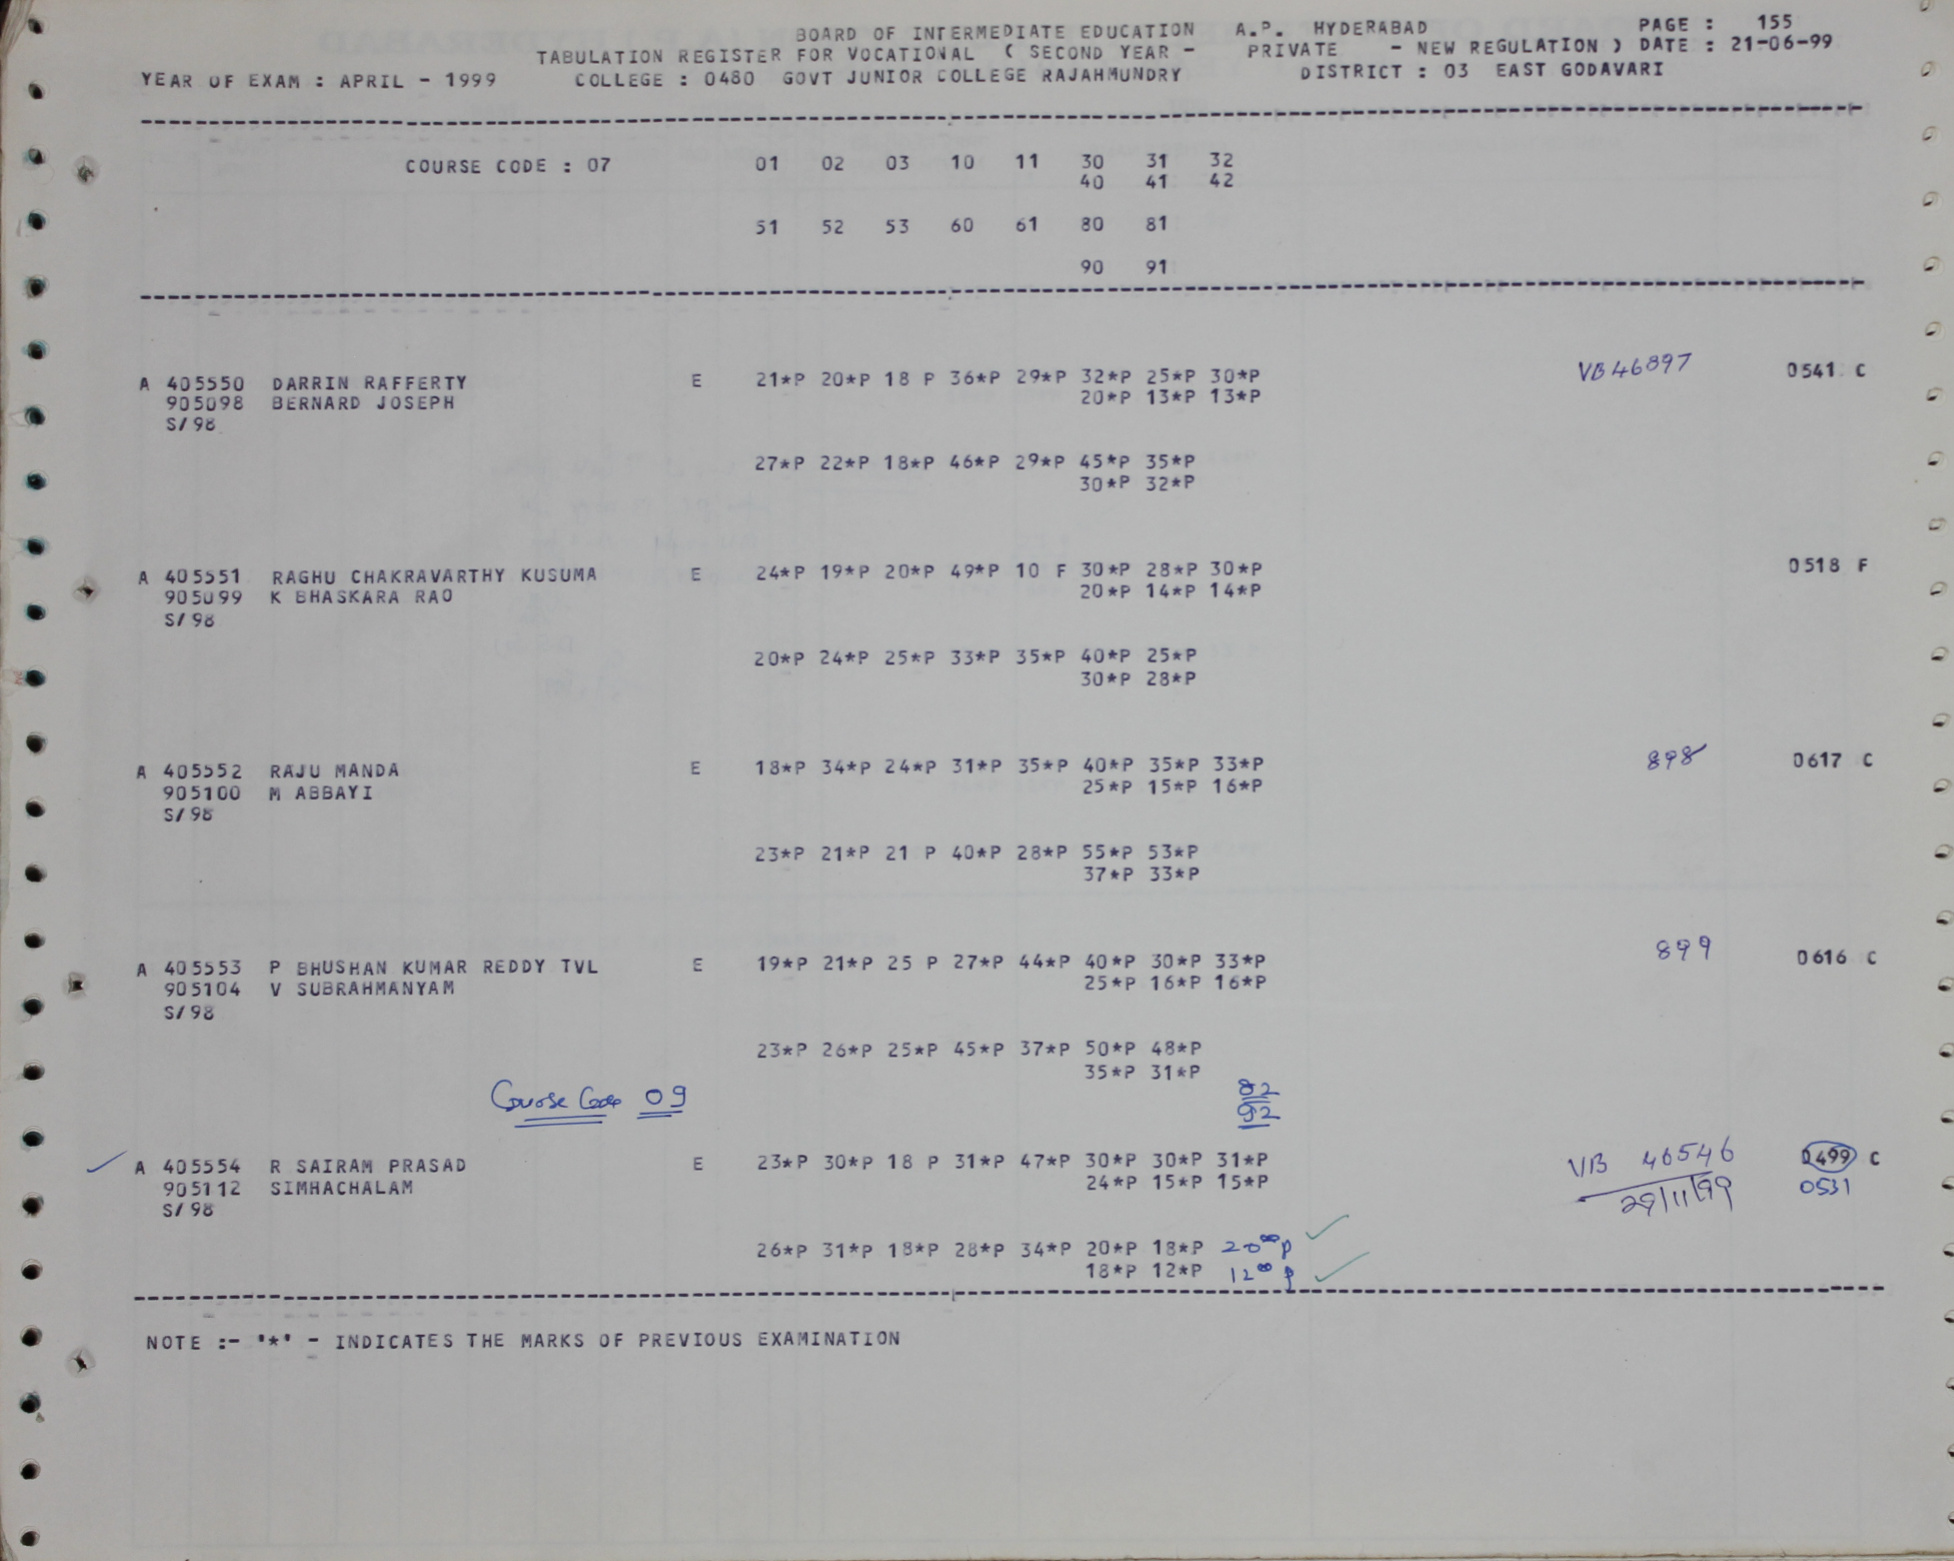 BOARD OF INTERMEDIATE EDUCATION A.P. HYDERABAD PAGE : 155
TABULATION REGISTER FOR VOCATIONAL ( SECOND YEAR - PRIVATE - NEW REGULATION ) DATE : 21-06-99
YEAR OF EXAM : APRIL - 1999 COLLEGE : 0480 GOVT JUNIOR COLLEGE RAJAHMUNDRY DISTRICT : 03 EAST GODAVARI
COURSE CODE : 07 01 02 03 10 11 30 31 32
40 41 42
51 52 53 60 61 80 81
90 91
A 405550 DARRIN RAFFERTY E 21*P 20*P 18 P 36*P 29*P 32*P 25*P 30*P VB46897 0541 C
905098 BERNARD JOSEPH 20*P 13*P 13*P
S/98
27*P 22*P 18*P 46*P 29*P 45*P 35*P
30*P 32*P
A 405551 RAGHU CHAKRAVARTHY KUSUMA E 24*P 19*P 20*P 49*P 10 F 30*P 28*P 30*P 0518 F
905099 K BHASKARA RAO 20*P 14*P 14*P
S/98
20*P 24*P 25*P 33*P 35*P 40*P 25*P
30*P 28*P
A 405552 RAJU MANDA E 18*P 34*P 24*P 31*P 35*P 40*P 35*P 33*P 898 0617 C
905100 M ABBAYI 25*P 15*P 16*P
S/98
23*P 21*P 21 P 40*P 28*P 55*P 53*P
37*P 33*P
A 405553 P BHUSHAN KUMAR REDDY TVL E 19*P 21*P 25 P 27*P 44*P 40*P 30*P 33*P 899 0616 C
905104 V SUBRAHMANYAM 25*P 16*P 16*P
S/98
23*P 26*P 25*P 45*P 37*P 50*P 48*P
35*P 31*P
Course Code 09 82
92
A 405554 R SAIRAM PRASAD E 23*P 30*P 18 P 31*P 47*P 30*P 30*P 31*P VB 46546 0499 C
905112 SIMHACHALAM 24*P 15*P 15*P 29/11/99 0531
S/98
26*P 31*P 18*P 28*P 34*P 20*P 18*P 20 P
18*P 12*P 12 P
NOTE :- '*' - INDICATES THE MARKS OF PREVIOUS EXAMINATION